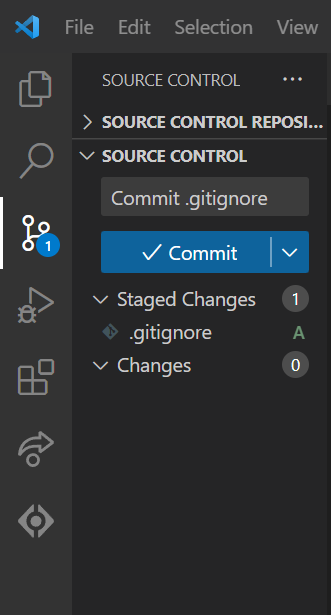 File Edit Selection View
SOURCE CONTROL ···
SOURCE CONTROL REPOSI...
SOURCE CONTROL
Commit .gitignore
Commit
1
Staged Changes 1
.gitignore A
Changes 0